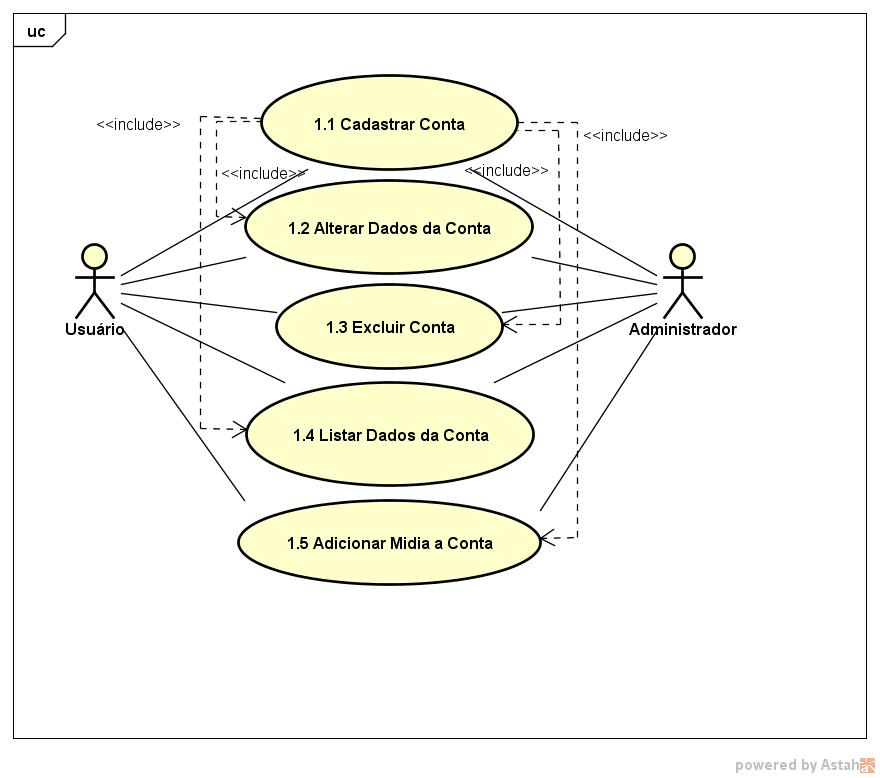 uc
1.1 Cadastrar Conta
<<include>>
<<include>>
<<include>>
<<include>>
1.2 Alterar Dados da Conta
1.3 Excluir Conta
Usuário
Administrador
1.4 Listar Dados da Conta
1.5 Adicionar Midia a Conta
powered by Astah